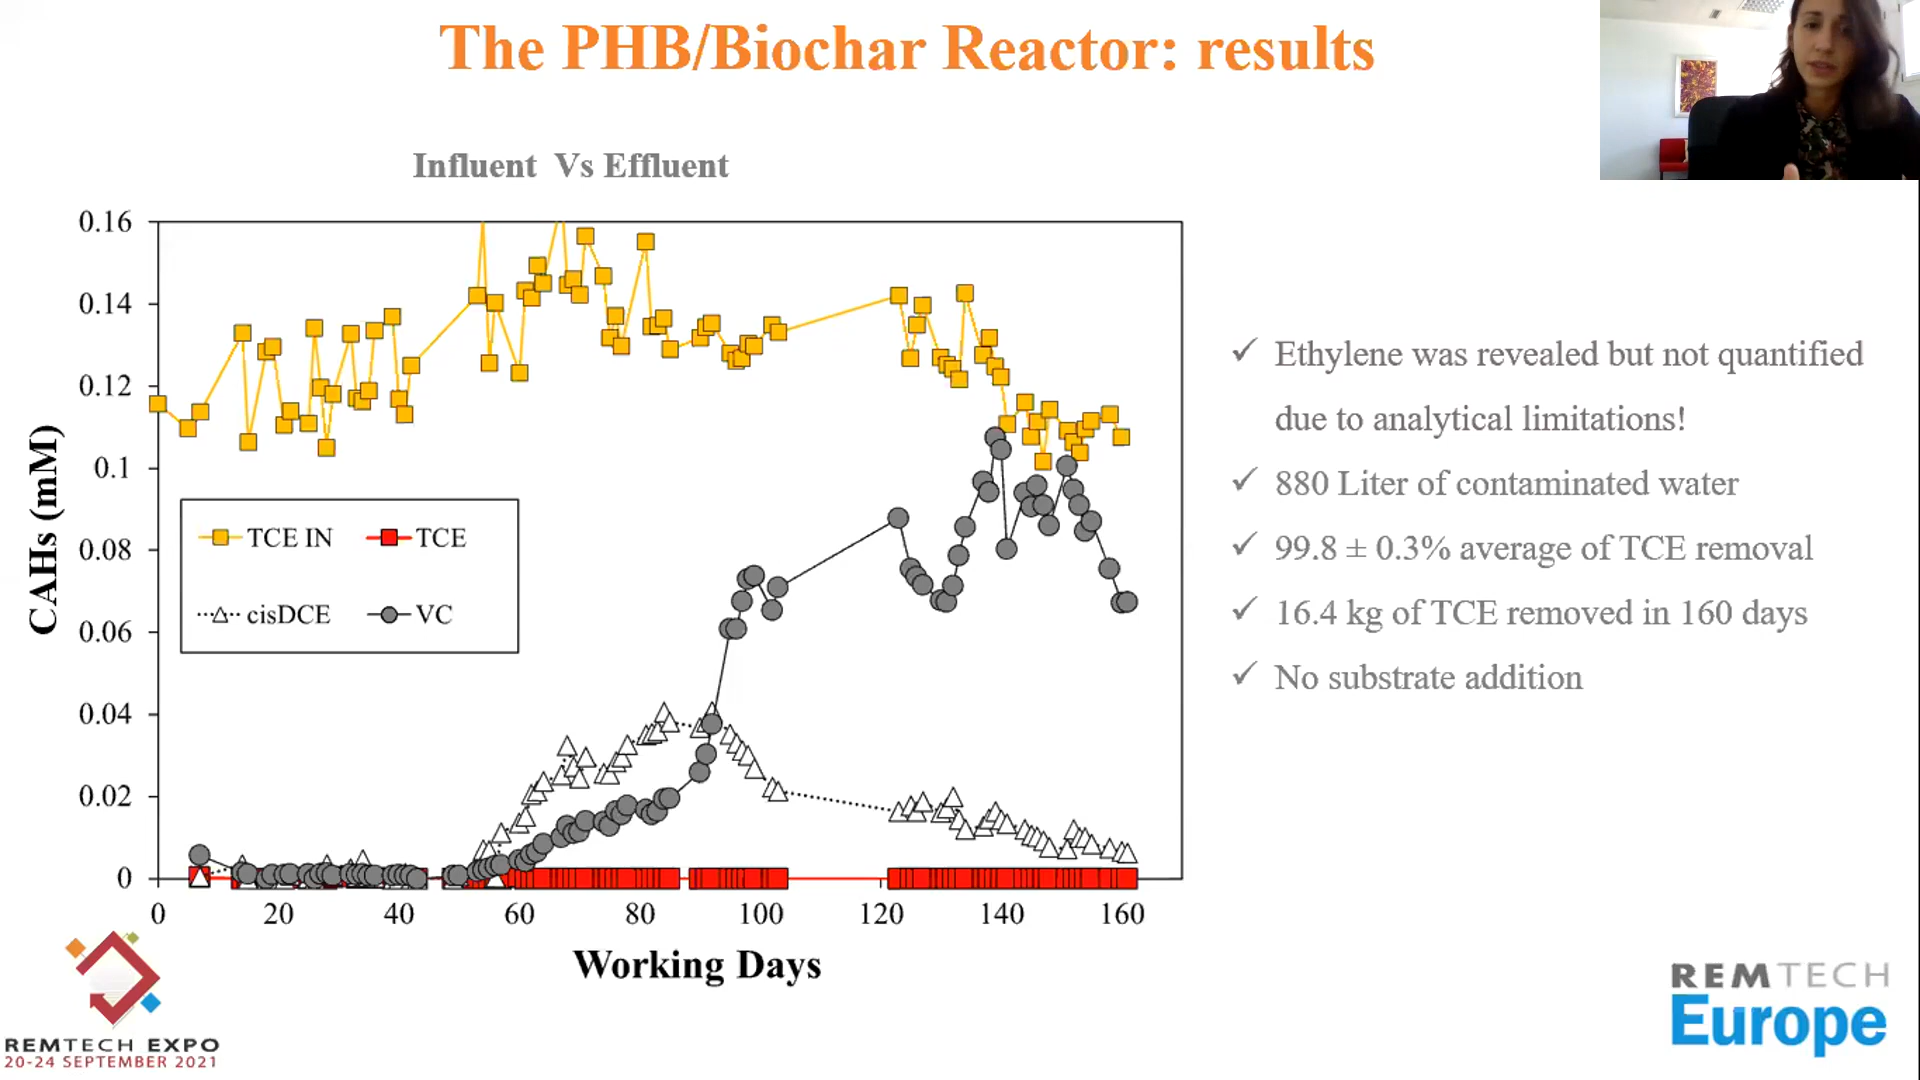 The PHB/Biochar Reactor: results
Influent Vs Effluent
0.16
0.14
0.12
0.1
0.08
0.06
0.04
0.02
0
CAHs (mM)
TCE IN
TCE
cisDCE
VC
0 20 40 60 80 100 120 140 160
Working Days
✓ Ethylene was revealed but not quantified
due to analytical limitations!
✓ 880 Liter of contaminated water
✓ 99.8 ± 0.3% average of TCE removal
✓ 16.4 kg of TCE removed in 160 days
✓ No substrate addition
REMTECH EXPO
20-24 SEPTEMBER 2021
REMTECH
Europe